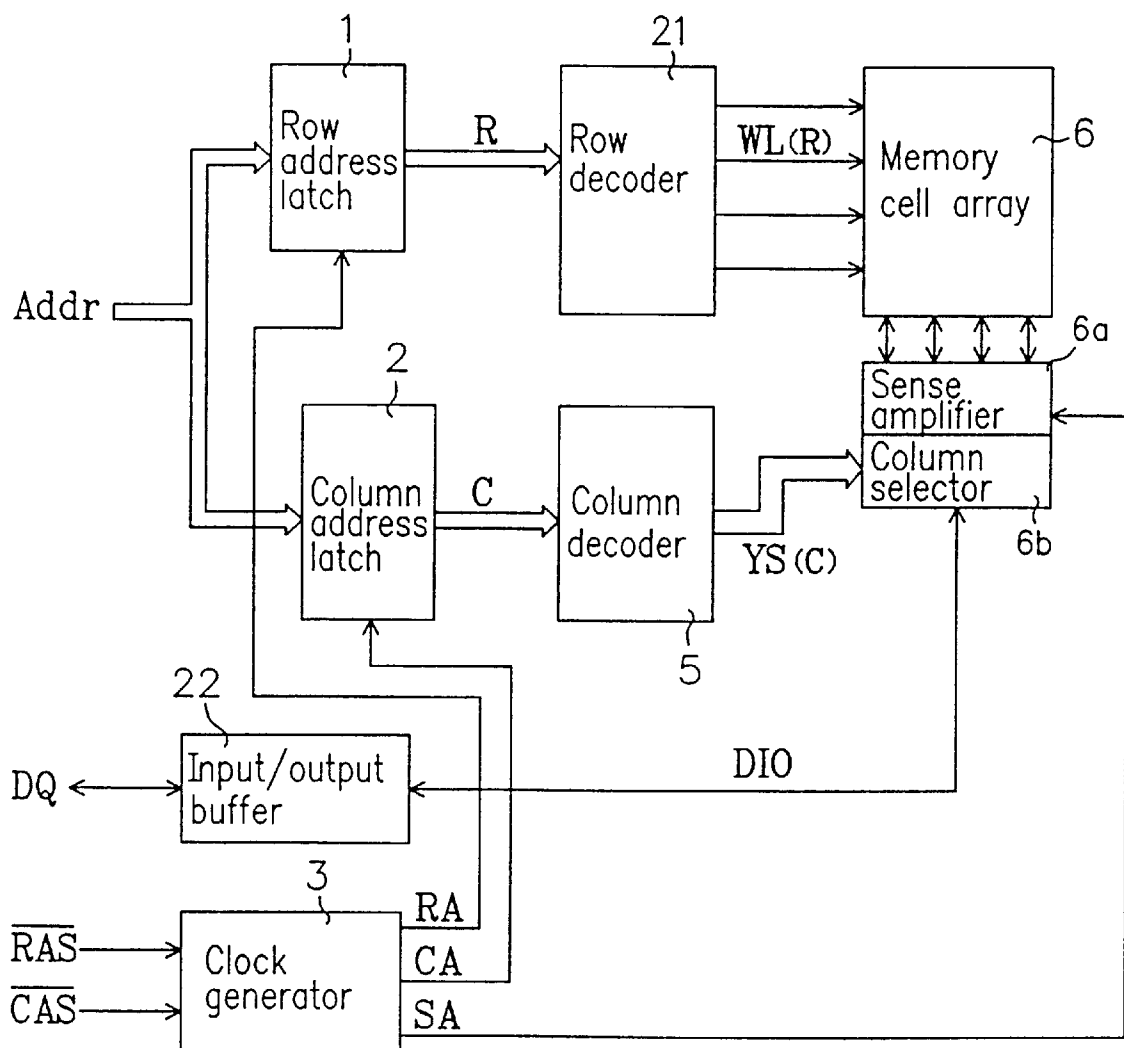 1
21
Row
address
latch
R
Row
decoder
WL(R)
6
Memory
cell array
Addr
6a
Sense
amplifier
2
Column
address
latch
C
Column
decoder
YS(C)
Column
selector
6b
5
22
Input/output
buffer
DQ
DIO
3
RAS
CAS
Clock
generator
RA
CA
SA